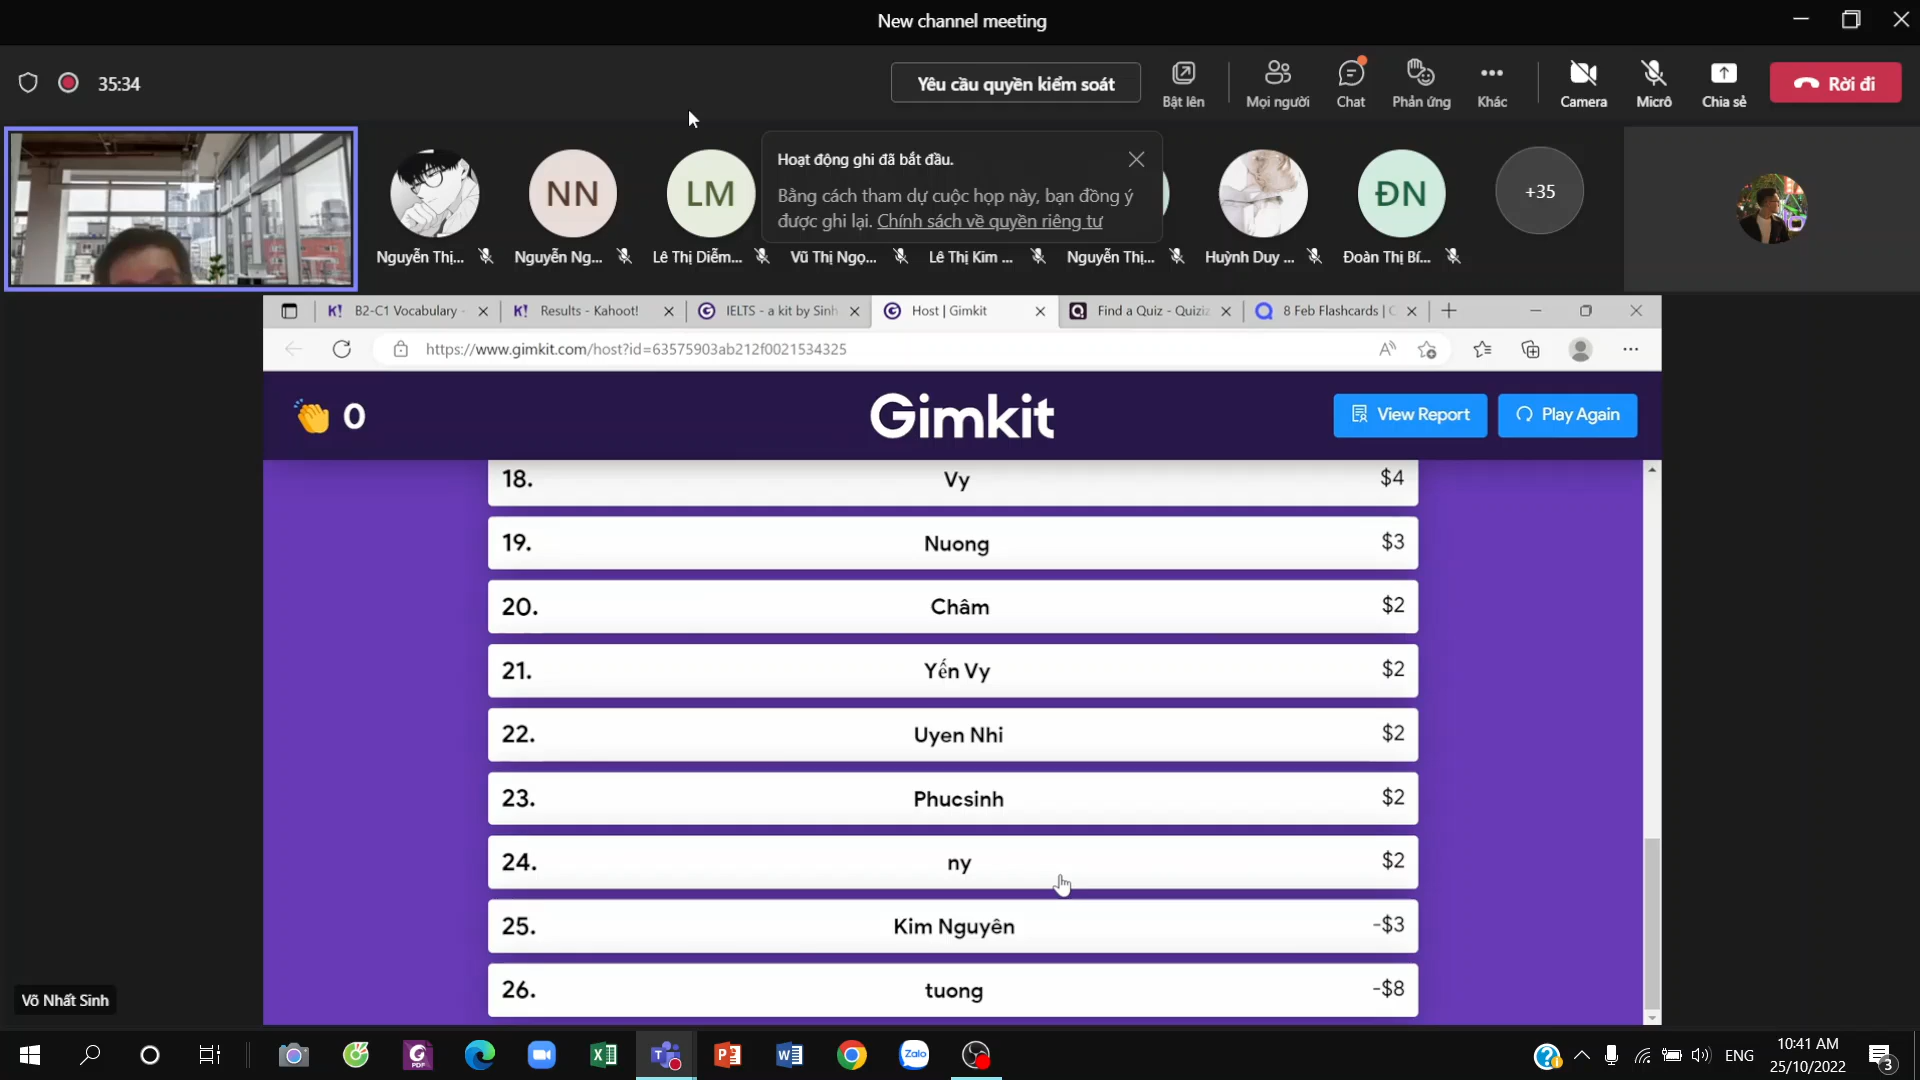 New channel meeting
35:34
Yêu cầu quyền kiểm soát
Bật lên
Mọi người
Chat
Phản ứng
Khác
Camera
Micrô
Chia sẻ
Rời đi
NN
LM
Hoạt động ghi đã bắt đầu.
Bằng cách tham dự cuộc họp này, bạn đồng ý
được ghi lại. Chính sách về quyền riêng tư
ĐN
+35
Nguyễn Thị...
Nguyễn Ng...
Lê Thị Diễm...
Vũ Thị Ngọ...
Lê Thị Kim ...
Nguyễn Thị...
Huỳnh Duy ...
Đoàn Thị Bí...
K! B2-C1 Vocabulary -
K! Results - Kahoot!
IELTS - a kit by Sinh
Host | Gimkit
Find a Quiz - Quiziz
8 Feb Flashcards |
https://www.gimkit.com/host?id=63575903ab212f0021534325
0
Gimkit
View Report
Play Again
18. Vy $4
19. Nuong $3
20. Châm $2
21. Yến Vy $2
22. Uyen Nhi $2
23. Phucsinh $2
24. ny $2
25. Kim Nguyên -$3
26. tuong -$8
Võ Nhất Sinh
PDF
Zalo
ENG
10:41 AM
25/10/2022
3